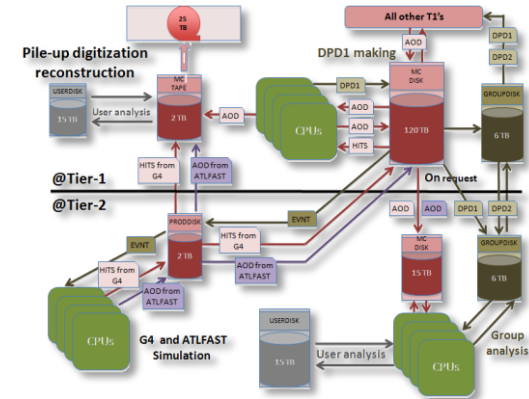 25
TB
All other T1's
Pile-up digitization
reconstruction
DPD1 making
AOD
DPD1
DPD2
MC
TAPE
MC
DISK
USERDISK
User analysis
15 TB
2 TB
AOD
CPUs
DPD1
AOD
AOD
HITS
120 TB
GROUPDISK
6 TB
HITS from
G4
AOD from
ATLFAST
@Tier-1
On request
@Tier-2
EVNT
AOD
AOD
DPD1
DPD2
EVNT
PRODDISK
2 TB
HITS from
G4
AOD from
ATLFAST
HITS from
G4
AOD from
ATLFAST
MC
DISK
15 TB
GROUPDISK
6 TB
CPUs
G4 and ATLFAST
Simulation
USERDISK
15 TB
User analysis
CPUs
Group
analysis